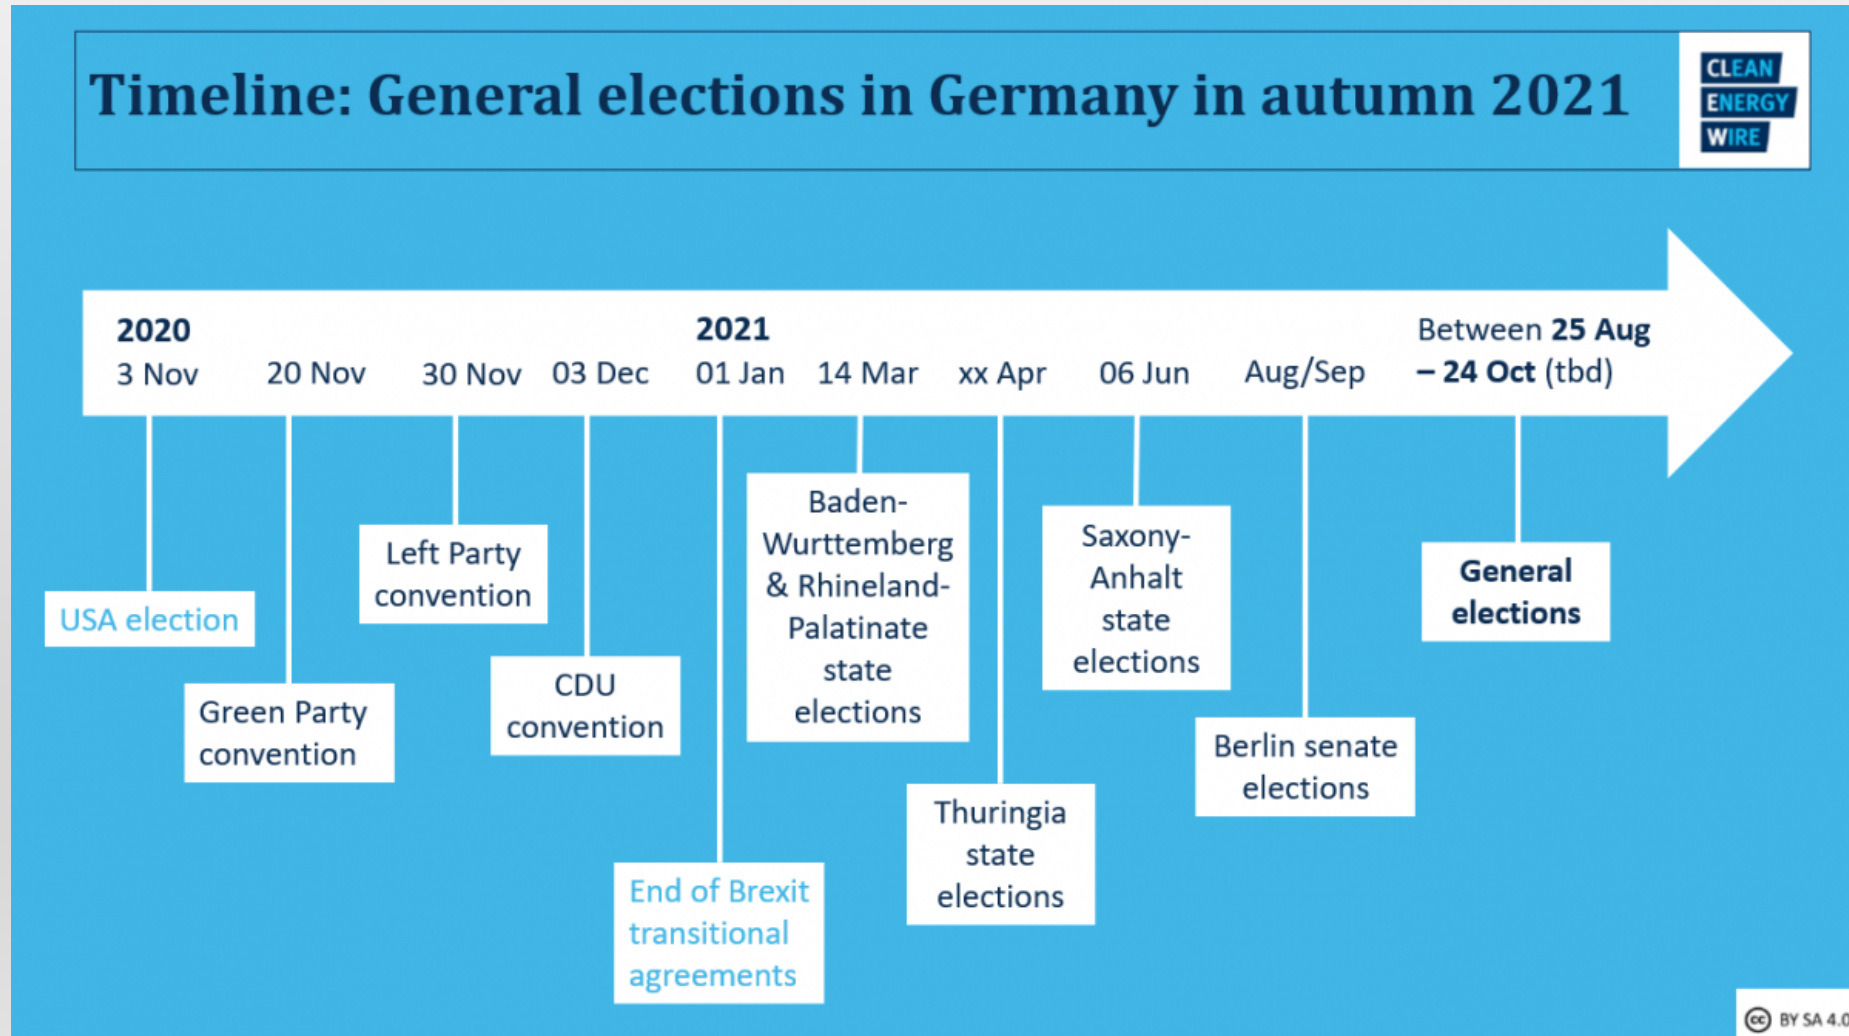 Timeline: General elections in Germany in autumn 2021
CLEAN
ENERGY
WIRE
2020
3 Nov
20 Nov
30 Nov
03 Dec
2021
01 Jan
14 Mar
xx Apr
06 Jun
Aug/Sep
Between 25 Aug
– 24 Oct (tbd)
USA election
Green Party
convention
Left Party
convention
CDU
convention
End of Brexit
transitional
agreements
Baden-
Wurttemberg
& Rhineland-
Palatinate
state
elections
Thuringia
state
elections
Saxony-
Anhalt
state
elections
Berlin senate
elections
General
elections
cc BY SA 4.0